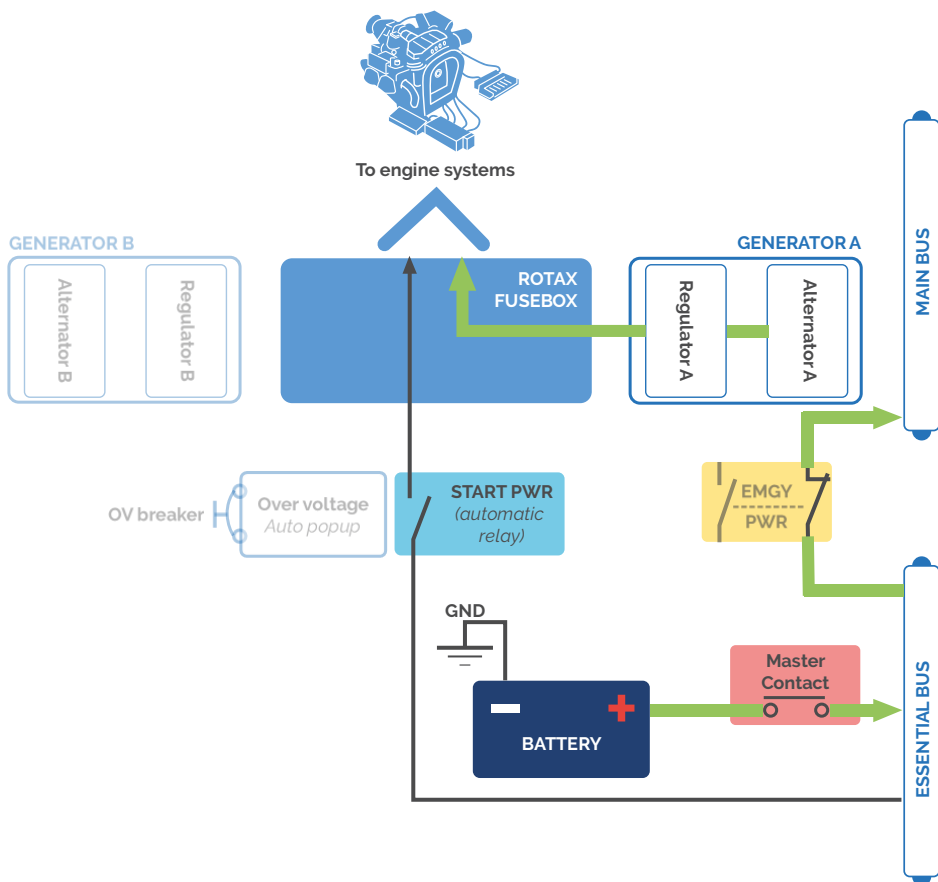 To engine systems
GENERATOR B
Alternator B
Regulator B
ROTAX
FUSEBOX
GENERATOR A
Regulator A
Alternator A
MAIN BUS
OV breaker
Over voltage
Auto popup
START PWR
(automatic
relay)
EMGY
PWR
GND
BATTERY
Master
Contact
ESSENTIAL BUS